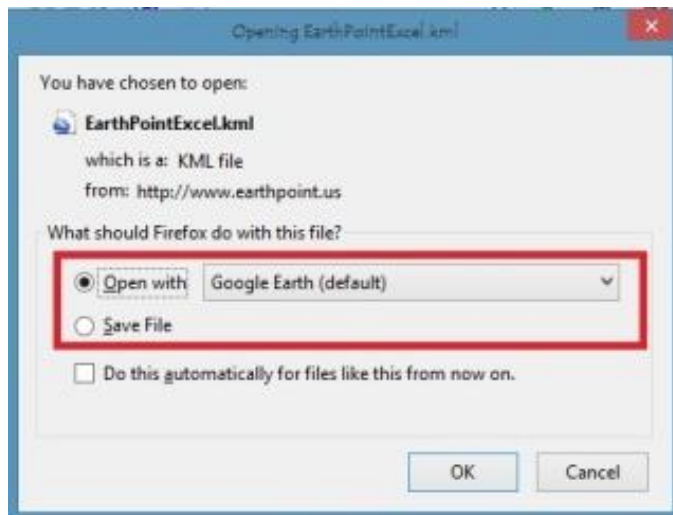 Opening EarthPointExcel.kml
You have chosen to open:
EarthPointExcel.kml
which is a: KML file
from: http://www.earthpoint.us
What should Firefox do with this file?
Open with Google Earth (default)
Save File
Do this automatically for files like this from now on.
OK Cancel